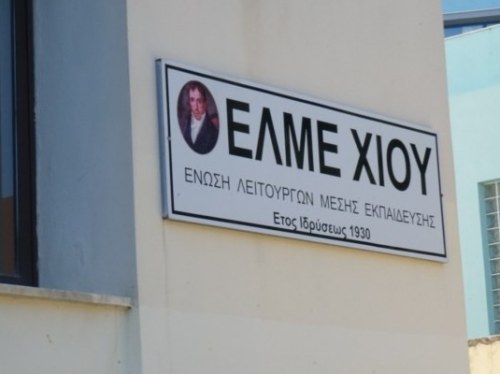 ΕΛΜΕ ΧΙΟΥ
ΕΝΩΣΗ ΛΕΙΤΟΥΡΓΩΝ ΜΕΣΗΣ ΕΚΠΑΙΔΕΥΣΗΣ
Ετος Ιδρύσεως 1930